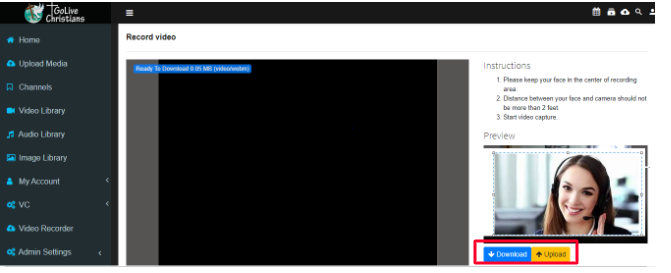 GoLive
Christians
Home
Upload Media
Channels
Video Library
Audio Library
Image Library
My Account
VC
Video Recorder
Admin Settings
Record video
Ready To Download 8.95 MB (video/webm)
Instructions
1. Please keep your face in the center of recording
area
2. Distance between your face and camera should not
be more than 2 feet
3. Start video capture.
Preview
Download
Upload